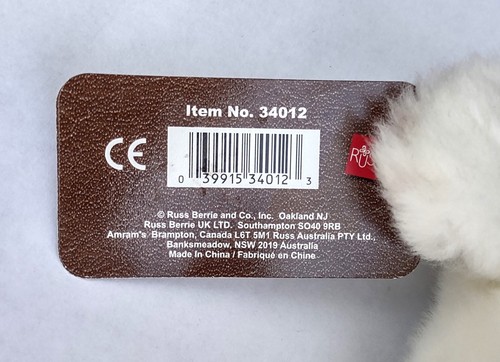 Item No. 34012
CE
0 39915 34012 3
RUS
© Russ Berrie and Co., Inc. Oakland NJ
Russ Berrie UK LTD. Southampton SO40 9RB
Amram's Brampton, Canada L6T 5M1 Russ Australia PTY Ltd.,
Banksmeadow, NSW 2019 Australia
Made In China / Fabriqué en Chine